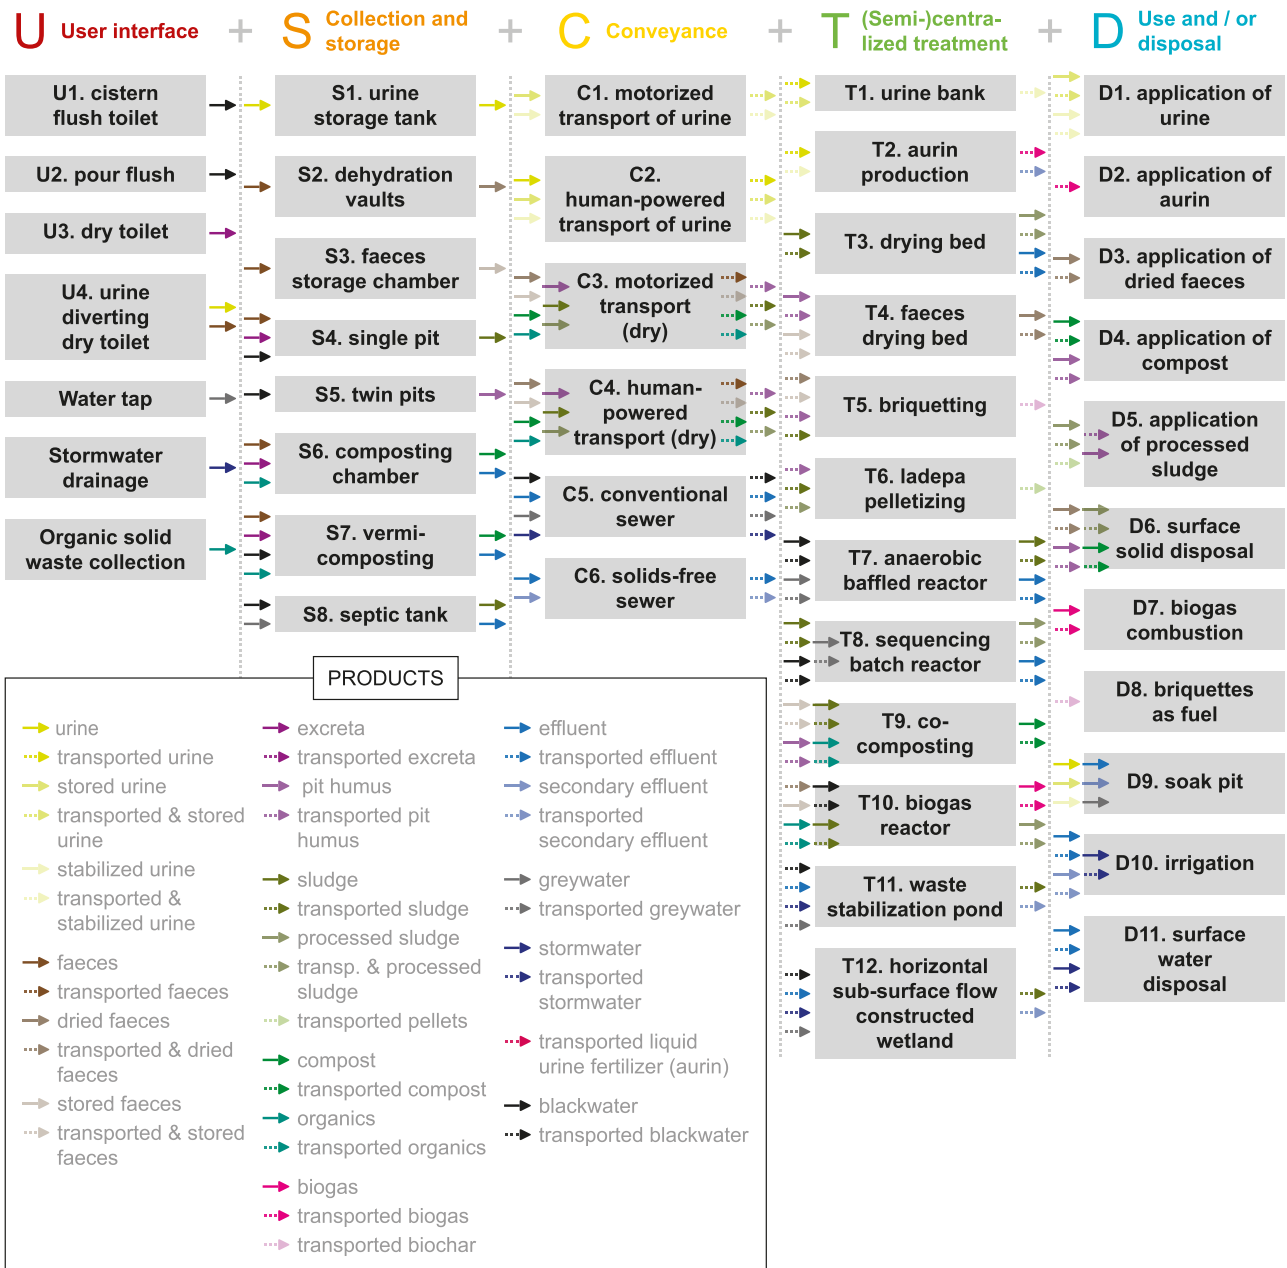 U User interface
+
S Collection and
storage
+
C Conveyance
+
T (Semi-)centra-
lized treatment
+
D Use and / or
disposal
U1. cistern
flush toilet
U2. pour flush
U3. dry toilet
U4. urine
diverting
dry toilet
Water tap
Stormwater
drainage
Organic solid
waste collection
S1. urine
storage tank
S2. dehydration
vaults
S3. faeces
storage chamber
S4. single pit
S5. twin pits
S6. composting
chamber
S7. vermi-
composting
S8. septic tank
C1. motorized
transport of urine
C2.
human-powered
transport of urine
C3. motorized
transport
(dry)
C4. human-
powered
transport (dry)
C5. conventional
sewer
C6. solids-free
sewer
T1. urine bank
T2. aurin
production
T3. drying bed
T4. faeces
drying bed
T5. briquetting
T6. ladepa
pelletizing
T7. anaerobic
baffled reactor
T8. sequencing
batch reactor
T9. co-
composting
T10. biogas
reactor
T11. waste
stabilization pond
T12. horizontal
sub-surface flow
constructed
wetland
D1. application of
urine
D2. application of
aurin
D3. application of
dried faeces
D4. application of
compost
D5. application
of processed
sludge
D6. surface
solid disposal
D7. biogas
combustion
D8. briquettes
as fuel
D9. soak pit
D10. irrigation
D11. surface
water
disposal
PRODUCTS
urine
transported urine
stored urine
transported & stored
urine
stabilized urine
transported &
stabilized urine
faeces
transported faeces
dried faeces
transported & dried
faeces
stored faeces
transported & stored
faeces
excreta
transported excreta
pit humus
transported pit
humus
sludge
transported sludge
processed sludge
transp. & processed
sludge
transported pellets
compost
transported compost
organics
transported organics
biogas
transported biogas
transported biochar
effluent
transported effluent
secondary effluent
transported
secondary effluent
greywater
transported greywater
stormwater
transported
stormwater
transported liquid
urine fertilizer (aurin)
blackwater
transported blackwater